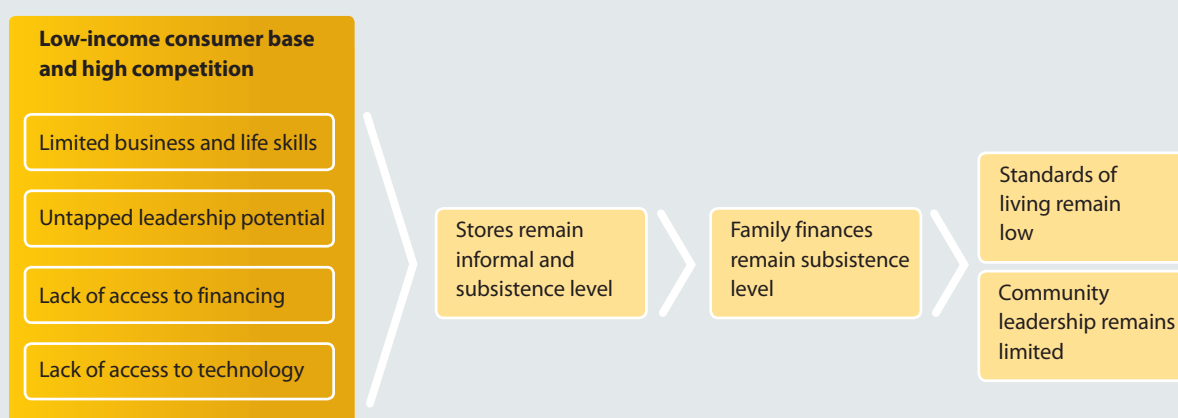 Low-income consumer base
and high competition
Limited business and life skills
Untapped leadership potential
Lack of access to financing
Lack of access to technology
Stores remain
informal and
subsistence level
Family finances
remain subsistence
level
Standards of
living remain
low
Community
leadership remains
limited